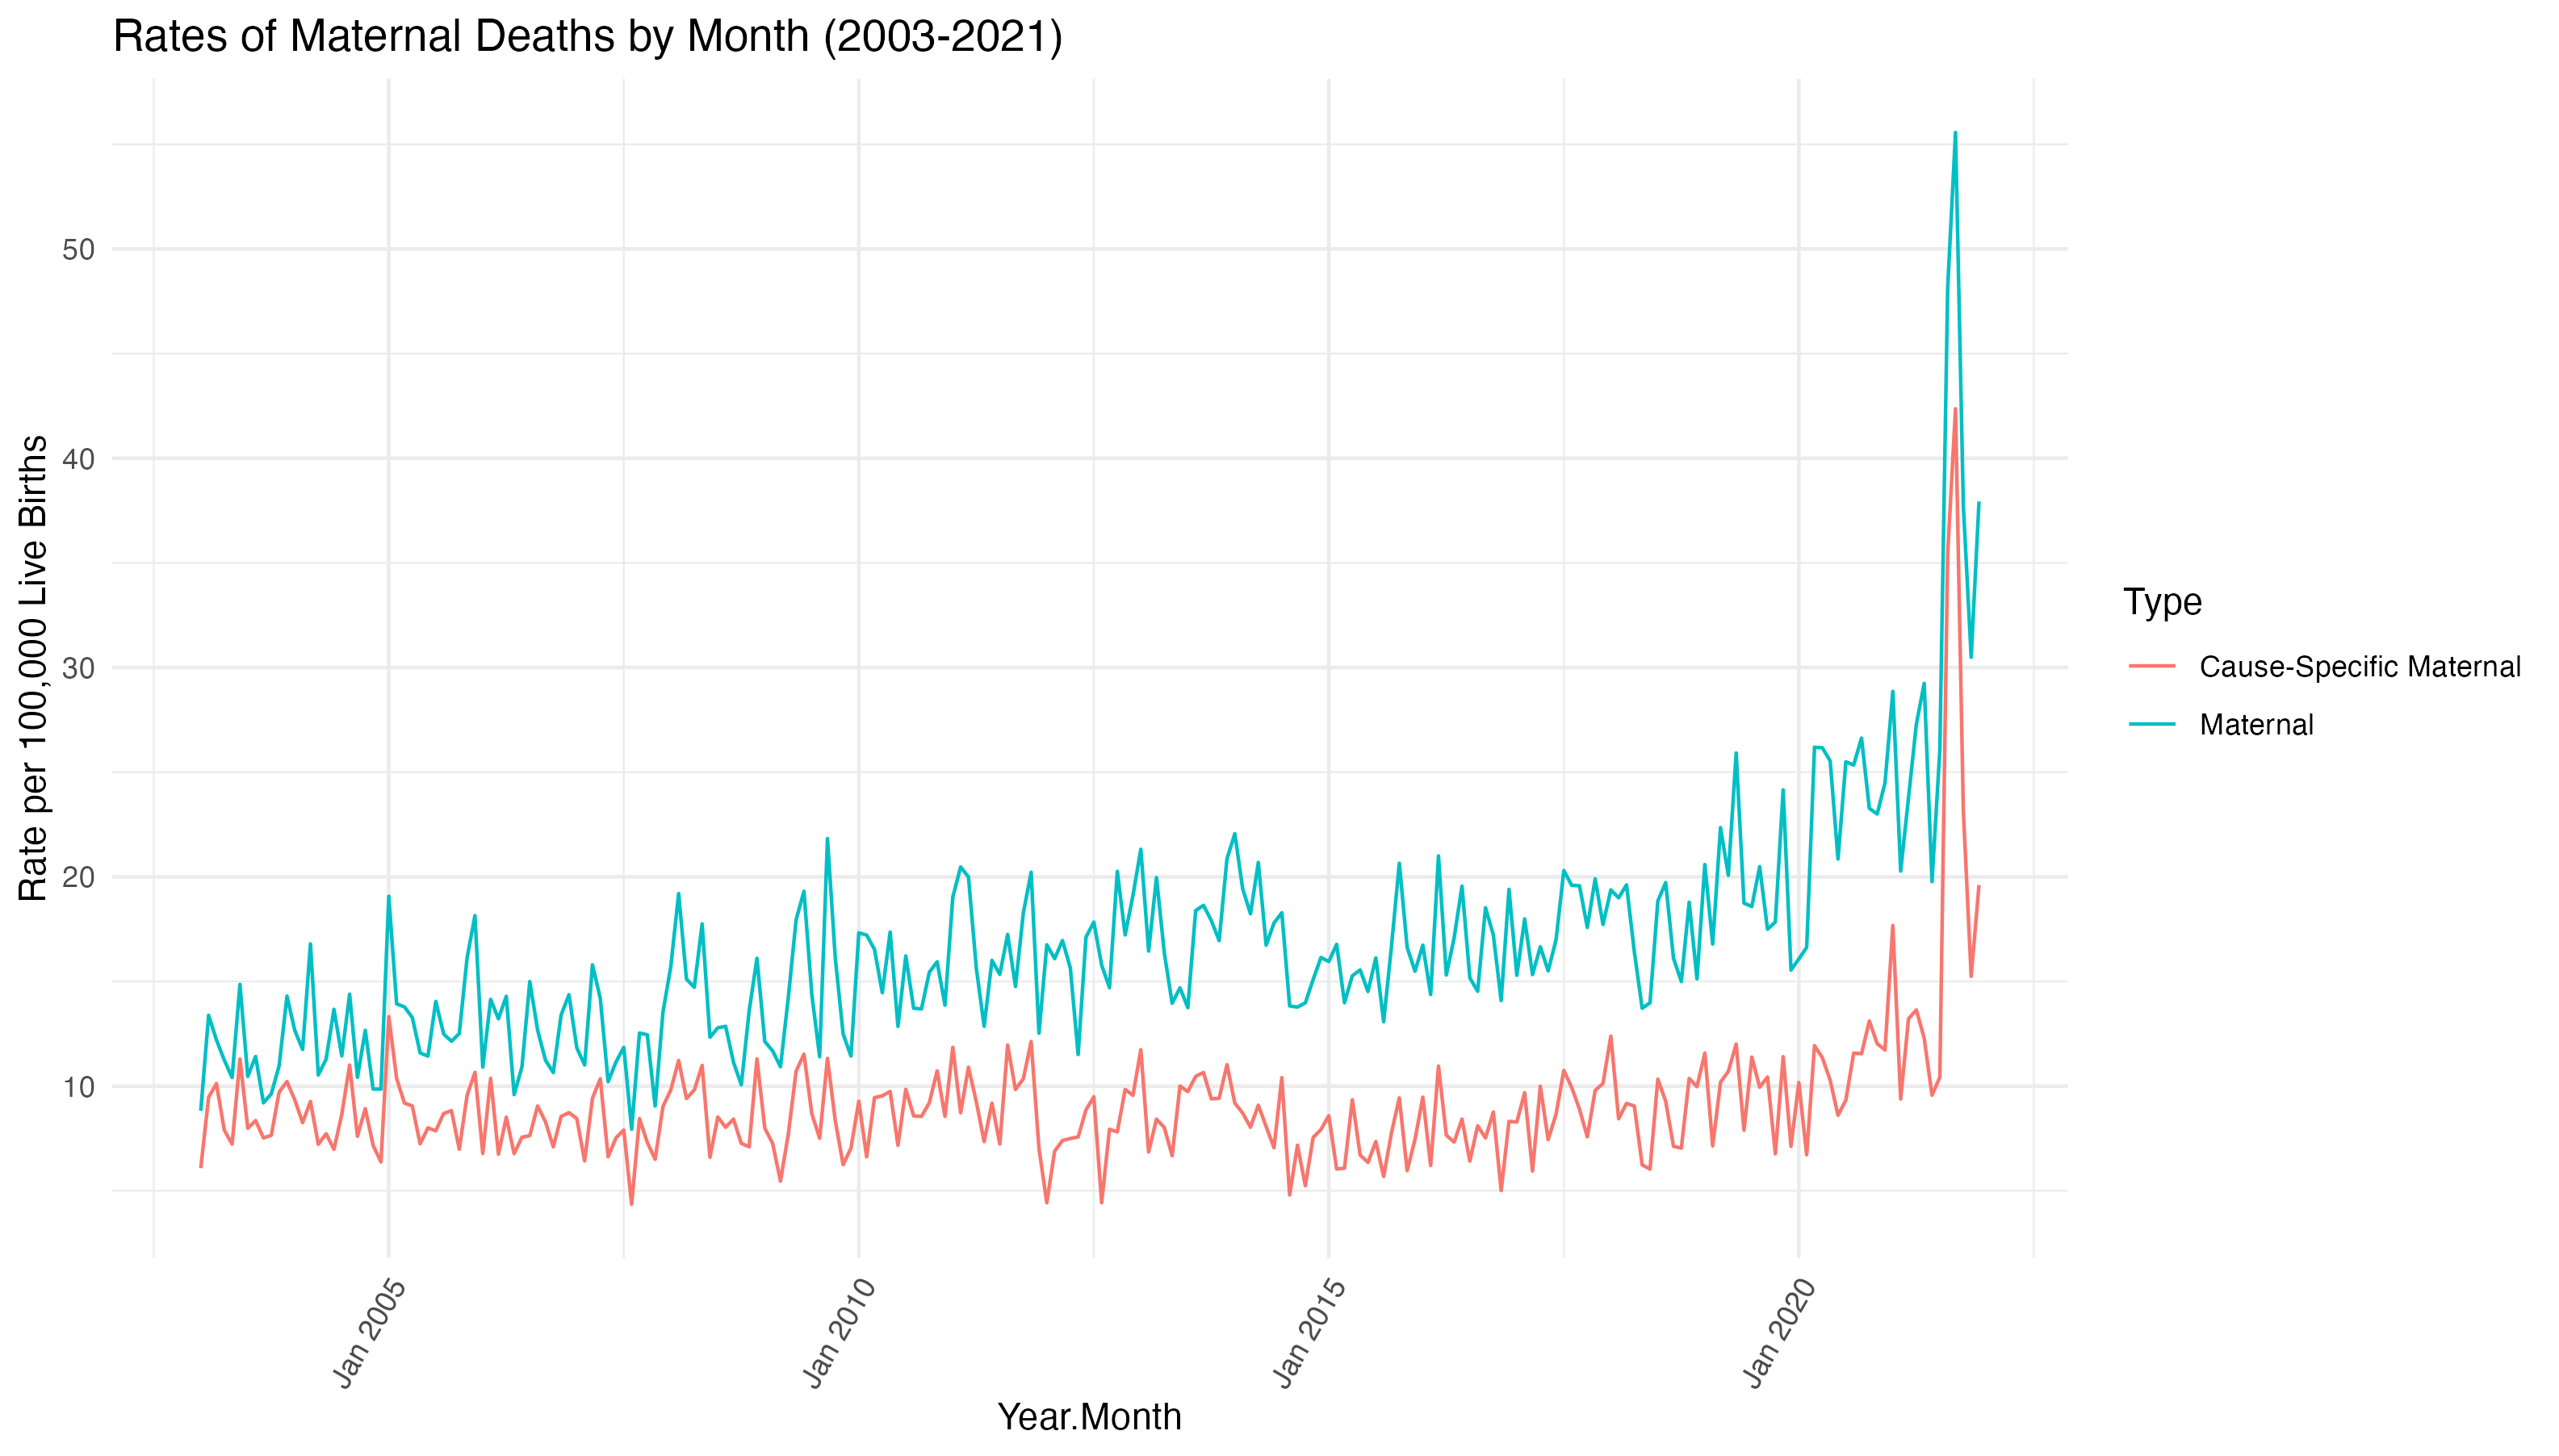 Rates of Maternal Deaths by Month (2003-2021)
Rate per 100,000 Live Births
50
40
30
20
10
Jan 2005
Jan 2010
Jan 2015
Jan 2020
Year.Month
Type
Cause-Specific Maternal
Maternal